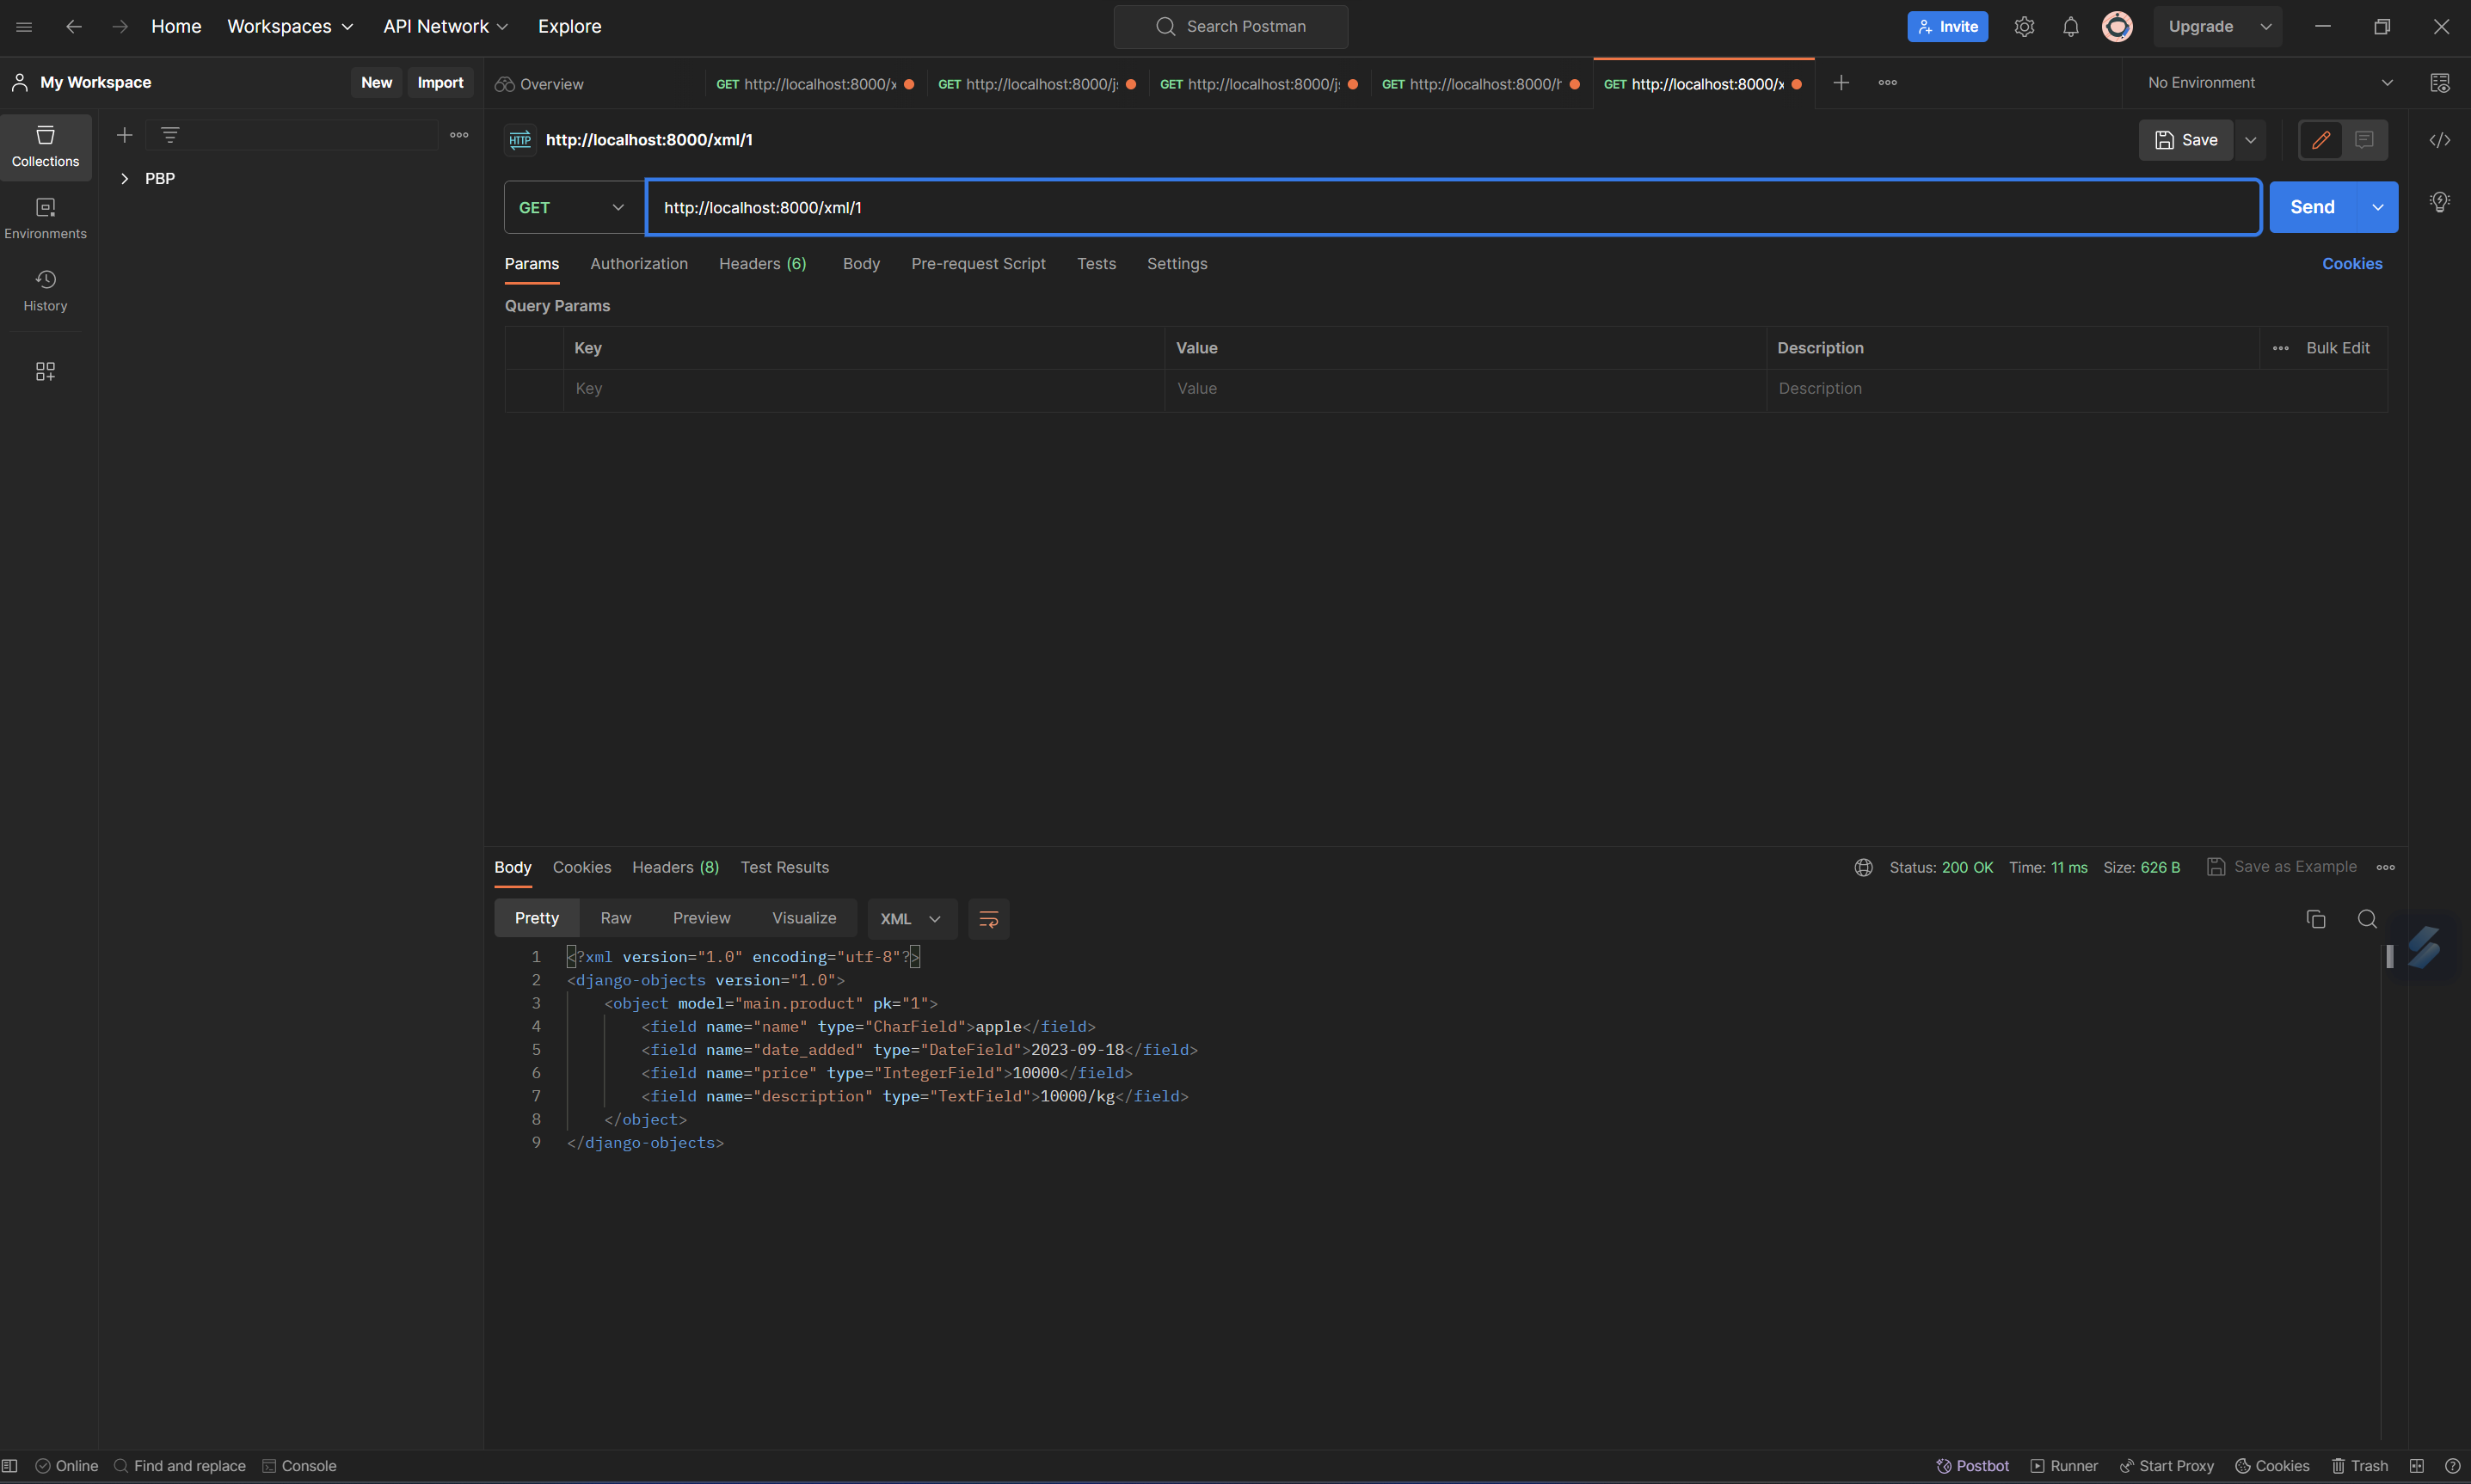 Home Workspaces API Network Explore Search Postman Invite Upgrade
My Workspace New Import Overview GET http://localhost:8000/x GET http://localhost:8000/j GET http://localhost:8000/j GET http://localhost:8000/h GET http://localhost:8000/x No Environment
Collections
Environments
History
PBP
HTTP http://localhost:8000/xml/1 Save
GET http://localhost:8000/xml/1 Send
Params Authorization Headers (6) Body Pre-request Script Tests Settings Cookies
Query Params
Key Value Description Bulk Edit
Key Value Description
Body Cookies Headers (8) Test Results Status: 200 OK Time: 11 ms Size: 626 B Save as Example
Pretty Raw Preview Visualize XML
1 <?xml version="1.0" encoding="utf-8"?>
2 <django-objects version="1.0">
3 <object model="main.product" pk="1">
4 <field name="name" type="CharField">apple</field>
5 <field name="date_added" type="DateField">2023-09-18</field>
6 <field name="price" type="IntegerField">10000</field>
7 <field name="description" type="TextField">10000/kg</field>
8 </object>
9 </django-objects>
Online Find and replace Console Postbot Runner Start Proxy Cookies Trash